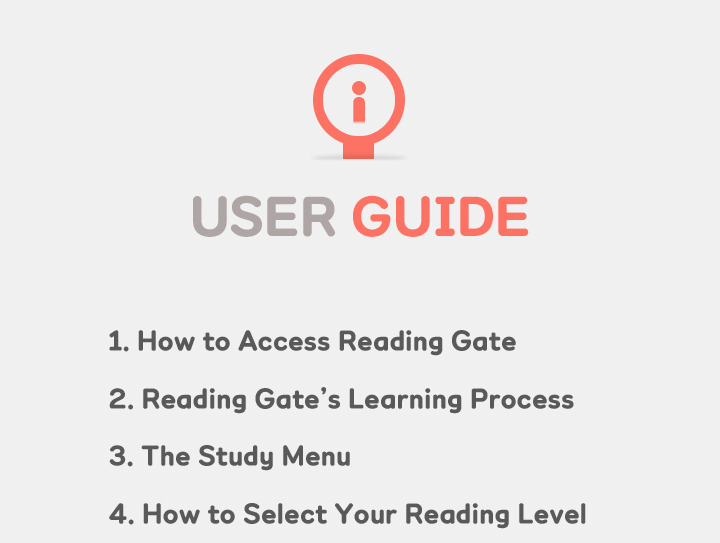 USER GUIDE
1. How to Access Reading Gate
2. Reading Gate’s Learning Process
3. The Study Menu
4. How to Select Your Reading Level